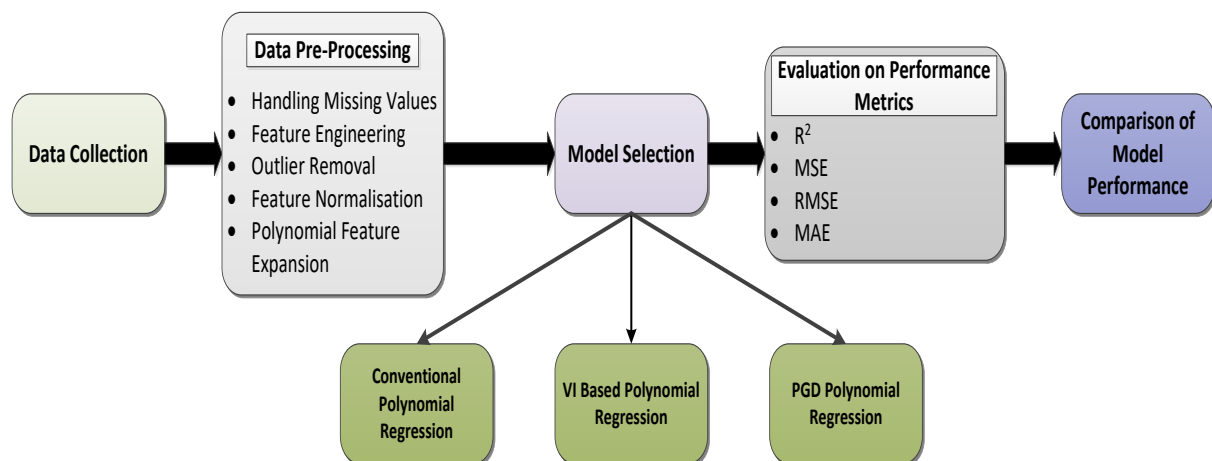 Data Collection
Data Pre-Processing
• Handling Missing Values
• Feature Engineering
• Outlier Removal
• Feature Normalisation
• Polynomial Feature
Expansion
Model Selection
Evaluation on Performance
Metrics
• R²
• MSE
• RMSE
• MAE
Comparison of
Model
Performance
Conventional
Polynomial
Regression
VI Based Polynomial
Regression
PGD Polynomial
Regression